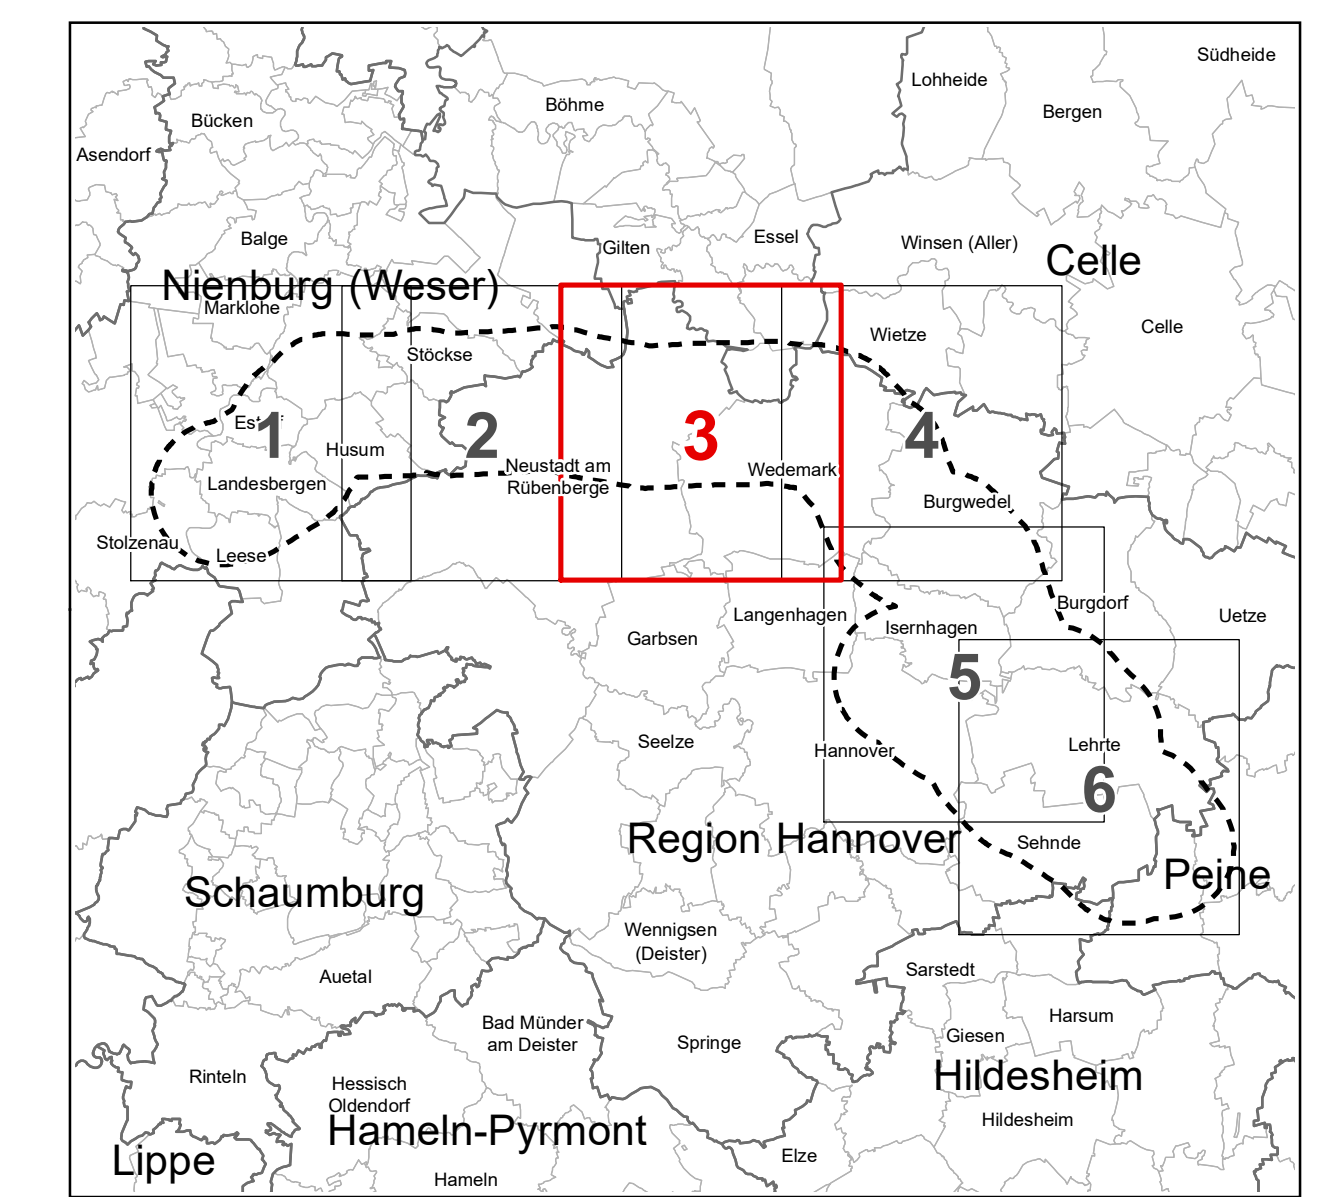 Südheide
Lohheide
Böhme
Bergen
Bücken
Asendorf
Balge
Gilten
Essel
Winsen (Aller)
Celle
Nienburg (Weser)
Marklohe
Celle
Wietze
Stöckse
1
2
3
4
Husum
Neustadt am
Rübenberge
Wedemark
Landesbergen
Burgwedel
Stolzenau
Leese
Burgdorf
Langenhagen
Uetze
Isernhagen
Garbsen
5
Seelze
Hannover
Lehrte
6
Region Hannover
Sehnde
Peine
Schaumburg
Wennigsen
(Deister)
Auetal
Sarstedt
Bad Münder
am Deister
Harsum
Giesen
Springe
Rinteln
Hessisch
Oldendorf
Hildesheim
Hildesheim
Hameln-Pyrmont
Lippe
Elze
Hameln